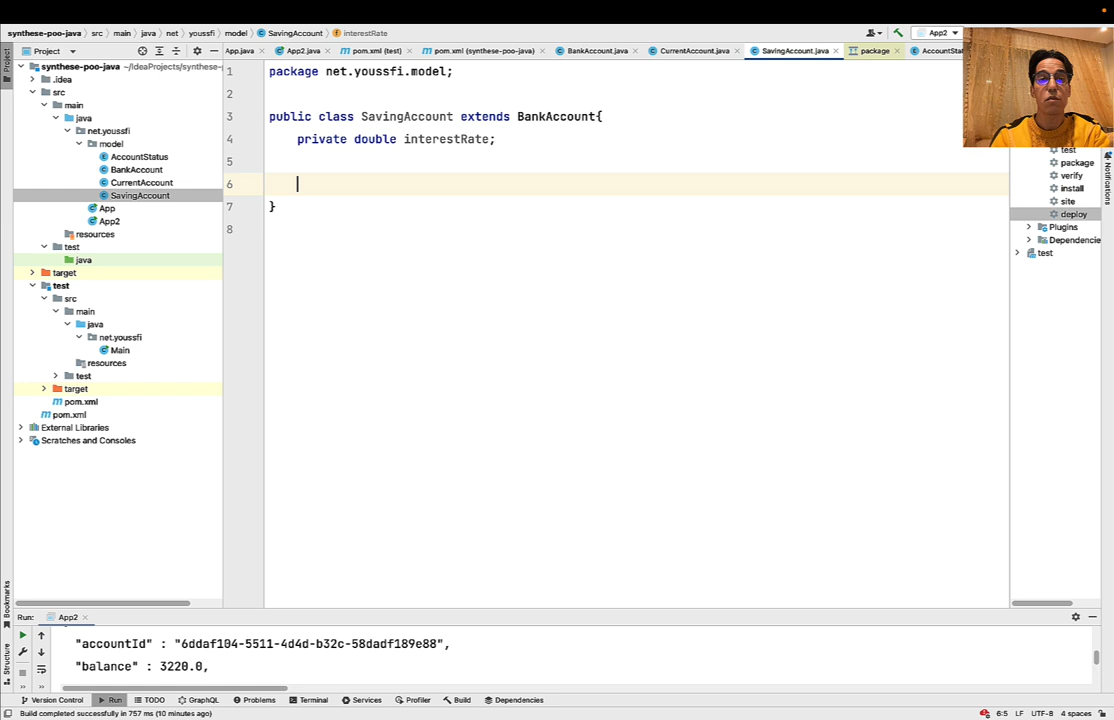 synthese-poo-java > src > main > java > net > youssfi > model > SavingAccount > interestRate
App2
Project
App.java
App2.java
pom.xml (test)
pom.xml (synthese-poo-java)
BankAccount.java
CurrentAccount.java
SavingAccount.java
package
AccountStat
synthese-poo-java ~/IdeaProjects/synthese-
.idea
src
main
java
net.youssfi
model
AccountStatus
BankAccount
CurrentAccount
SavingAccount
App
App2
resources
test
java
target
test
src
main
java
net.youssfi
Main
resources
test
target
pom.xml
pom.xml
External Libraries
Scratches and Consoles
1 package net.youssfi.model;
2
3 public class SavingAccount extends BankAccount{
4 private double interestRate;
5
6
7 }
8
test
package
verify
install
site
deploy
Plugins
Dependencie
test
Notifications
Project
Bookmarks
Structure
Run: App2
"accountId" : "6ddaf104-5511-4d4d-b32c-58dadf189e88",
"balance" : 3220.0,
Version Control
Run
TODO
GraphQL
Problems
Terminal
Services
Profiler
Build
Dependencies
Build completed successfully in 757 ms (10 minutes ago)
6:5 LF UTF-8 4 spaces